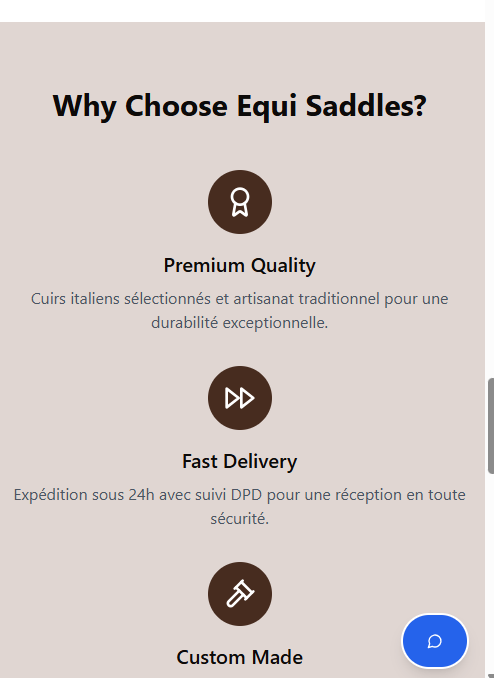 Why Choose Equi Saddles?
Premium Quality
Cuirs italiens sélectionnés et artisanat traditionnel pour une
durabilité exceptionnelle.
Fast Delivery
Expédition sous 24h avec suivi DPD pour une réception en toute
sécurité.
Custom Made